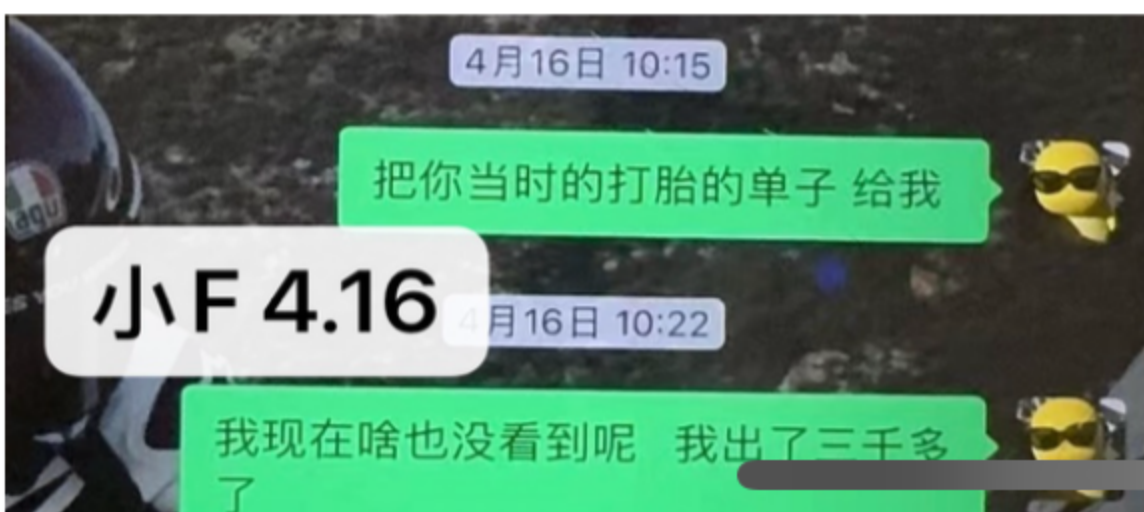 4月16日 10:15
把你当时的打胎的单子 给我
小F 4.16
4月16日 10:22
我现在啥也没看到呢 我出了三千多
了